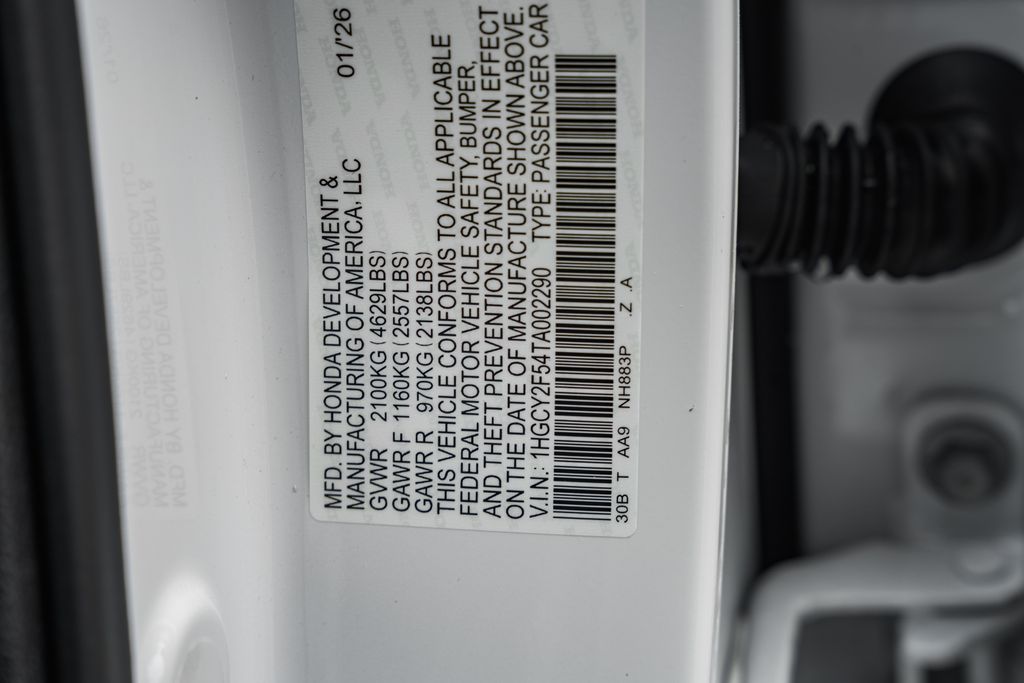 01/'26
MFD. BY HONDA DEVELOPMENT &
MANUFACTURING OF AMERICA, LLC
GVWR 2100KG (4629LBS)
GAWR F 1160KG (2557LBS)
GAWR R 970KG (2138LBS)
THIS VEHICLE CONFORMS TO ALL APPLICABLE
FEDERAL MOTOR VEHICLE SAFETY, BUMPER,
AND THEFT PREVENTION STANDARDS IN EFFECT
ON THE DATE OF MANUFACTURE SHOWN ABOVE.
V.I.N.: 1HGCY2F54TA002290 TYPE: PASSENGER CAR
30B T AA9 NH883P .Z .A